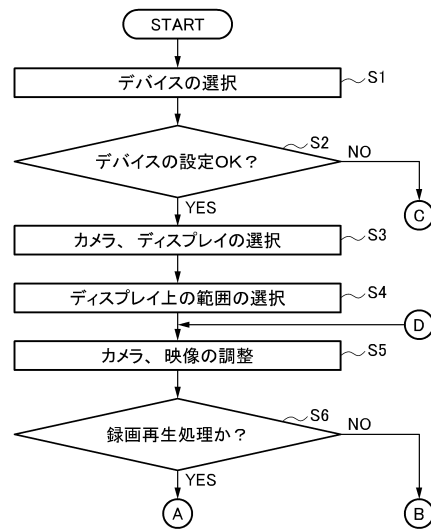 START
デバイスの選択
S1
デバイスの設定OK？
S2
NO
YES
C
カメラ、ディスプレイの選択
S3
ディスプレイ上の範囲の選択
S4
D
カメラ、映像の調整
S5
録画再生処理か？
S6
NO
YES
A
B